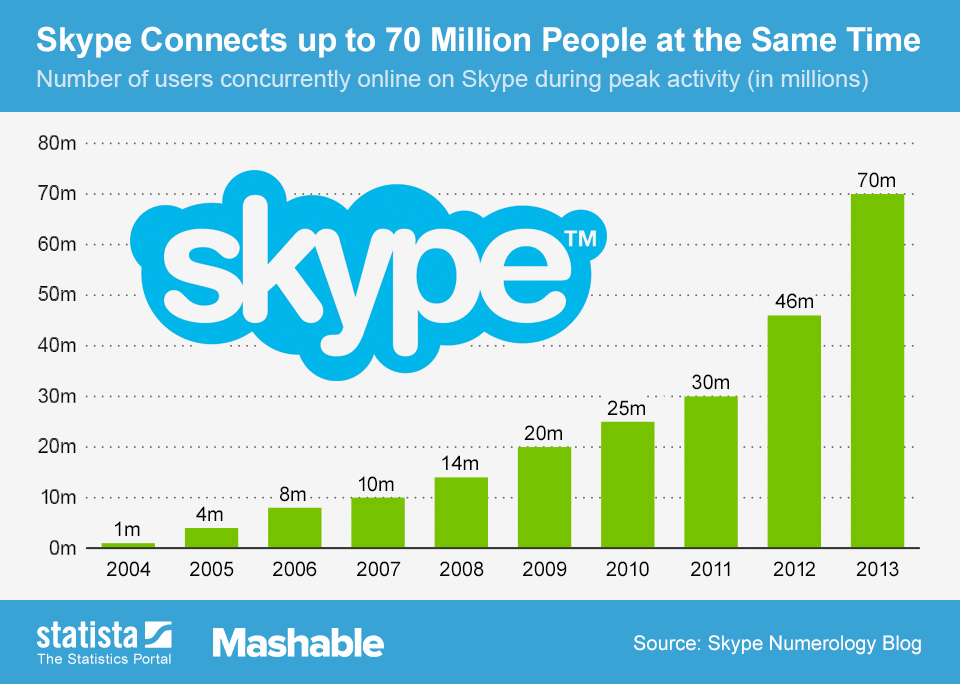 Skype Connects up to 70 Million People at the Same Time
Number of users concurrently online on Skype during peak activity (in millions)
80m
70m
60m
50m
40m
30m
20m
10m
0m
skype™
1m
4m
8m
10m
14m
20m
25m
30m
46m
70m
2004 2005 2006 2007 2008 2009 2010 2011 2012 2013
statista
The Statistics Portal
Mashable
Source: Skype Numerology Blog